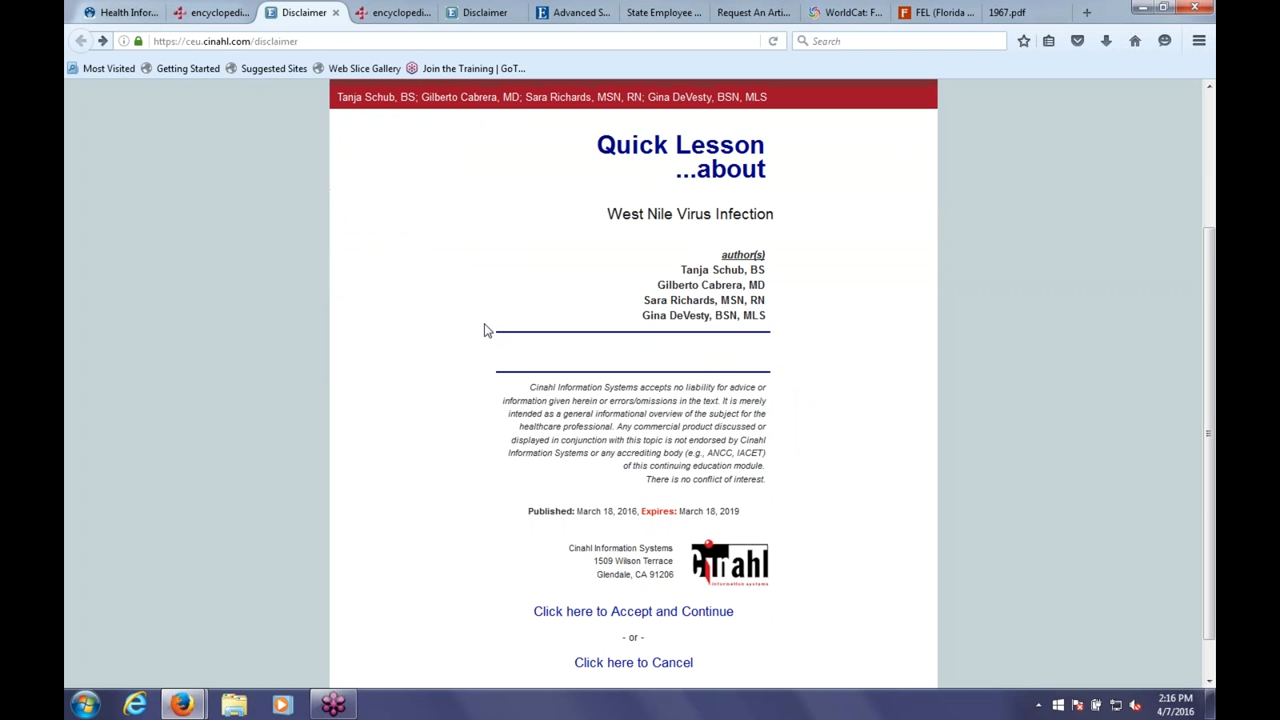 Health Infor...
encyclopedi...
Disclaimer
encyclopedi...
Disclaimer
Advanced S...
State Employee ...
Request An Arti...
WorldCat: F...
FEL (Florida ...
1967.pdf
https://ceu.cinahl.com/disclaimer
Search
Most Visited
Getting Started
Suggested Sites
Web Slice Gallery
Join the Training | GoT...
Tanja Schub, BS; Gilberto Cabrera, MD; Sara Richards, MSN, RN; Gina DeVesty, BSN, MLS
Quick Lesson
...about
West Nile Virus Infection
author(s)
Tanja Schub, BS
Gilberto Cabrera, MD
Sara Richards, MSN, RN
Gina DeVesty, BSN, MLS
Cinahl Information Systems accepts no liability for advice or
information given herein or errors/omissions in the text. It is merely
intended as a general informational overview of the subject for the
healthcare professional. Any commercial product discussed or
displayed in conjunction with this topic is not endorsed by Cinahl
Information Systems or any accrediting body (e.g., ANCC, IACET)
of this continuing education module.
There is no conflict of interest.
Published: March 18, 2016, Expires: March 18, 2019
Cinahl Information Systems
1509 Wilson Terrace
Glendale, CA 91206
Cinahl
information systems
Click here to Accept and Continue
- or -
Click here to Cancel
2:16 PM
4/7/2016